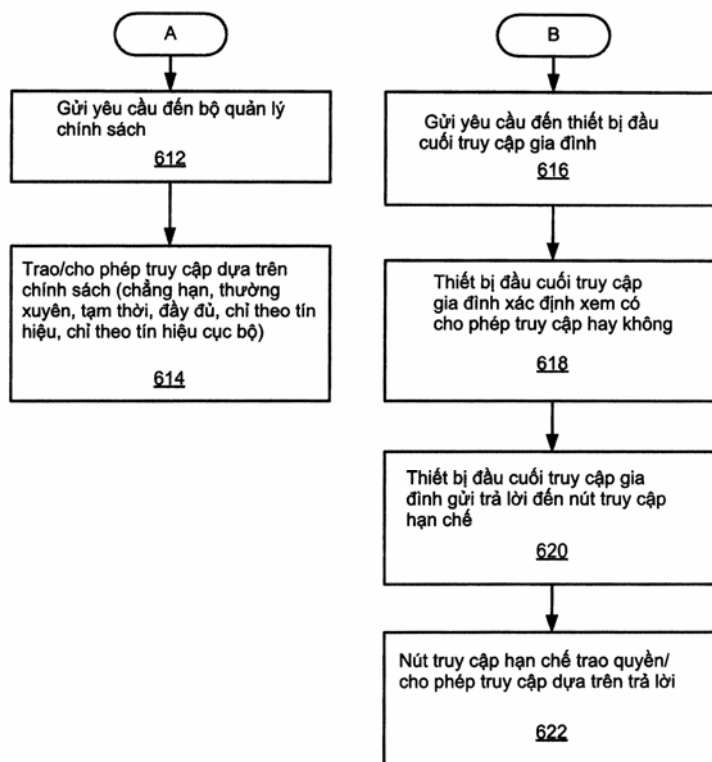 A
Gửi yêu cầu đến bộ quản lý
chính sách
612
Trao/cho phép truy cập dựa trên
chính sách (chẳng hạn, thường
xuyên, tạm thời, đầy đủ, chỉ theo tín
hiệu, chỉ theo tín hiệu cục bộ)
614
B
Gửi yêu cầu đến thiết bị đầu
cuối truy cập gia đình
616
Thiết bị đầu cuối truy cập
gia đình xác định xem có
cho phép truy cập hay không
618
Thiết bị đầu cuối truy cập gia
đình gửi trả lời đến nút truy cập
hạn chế
620
Nút truy cập hạn chế trao quyền/
cho phép truy cập dựa trên trả lời
622